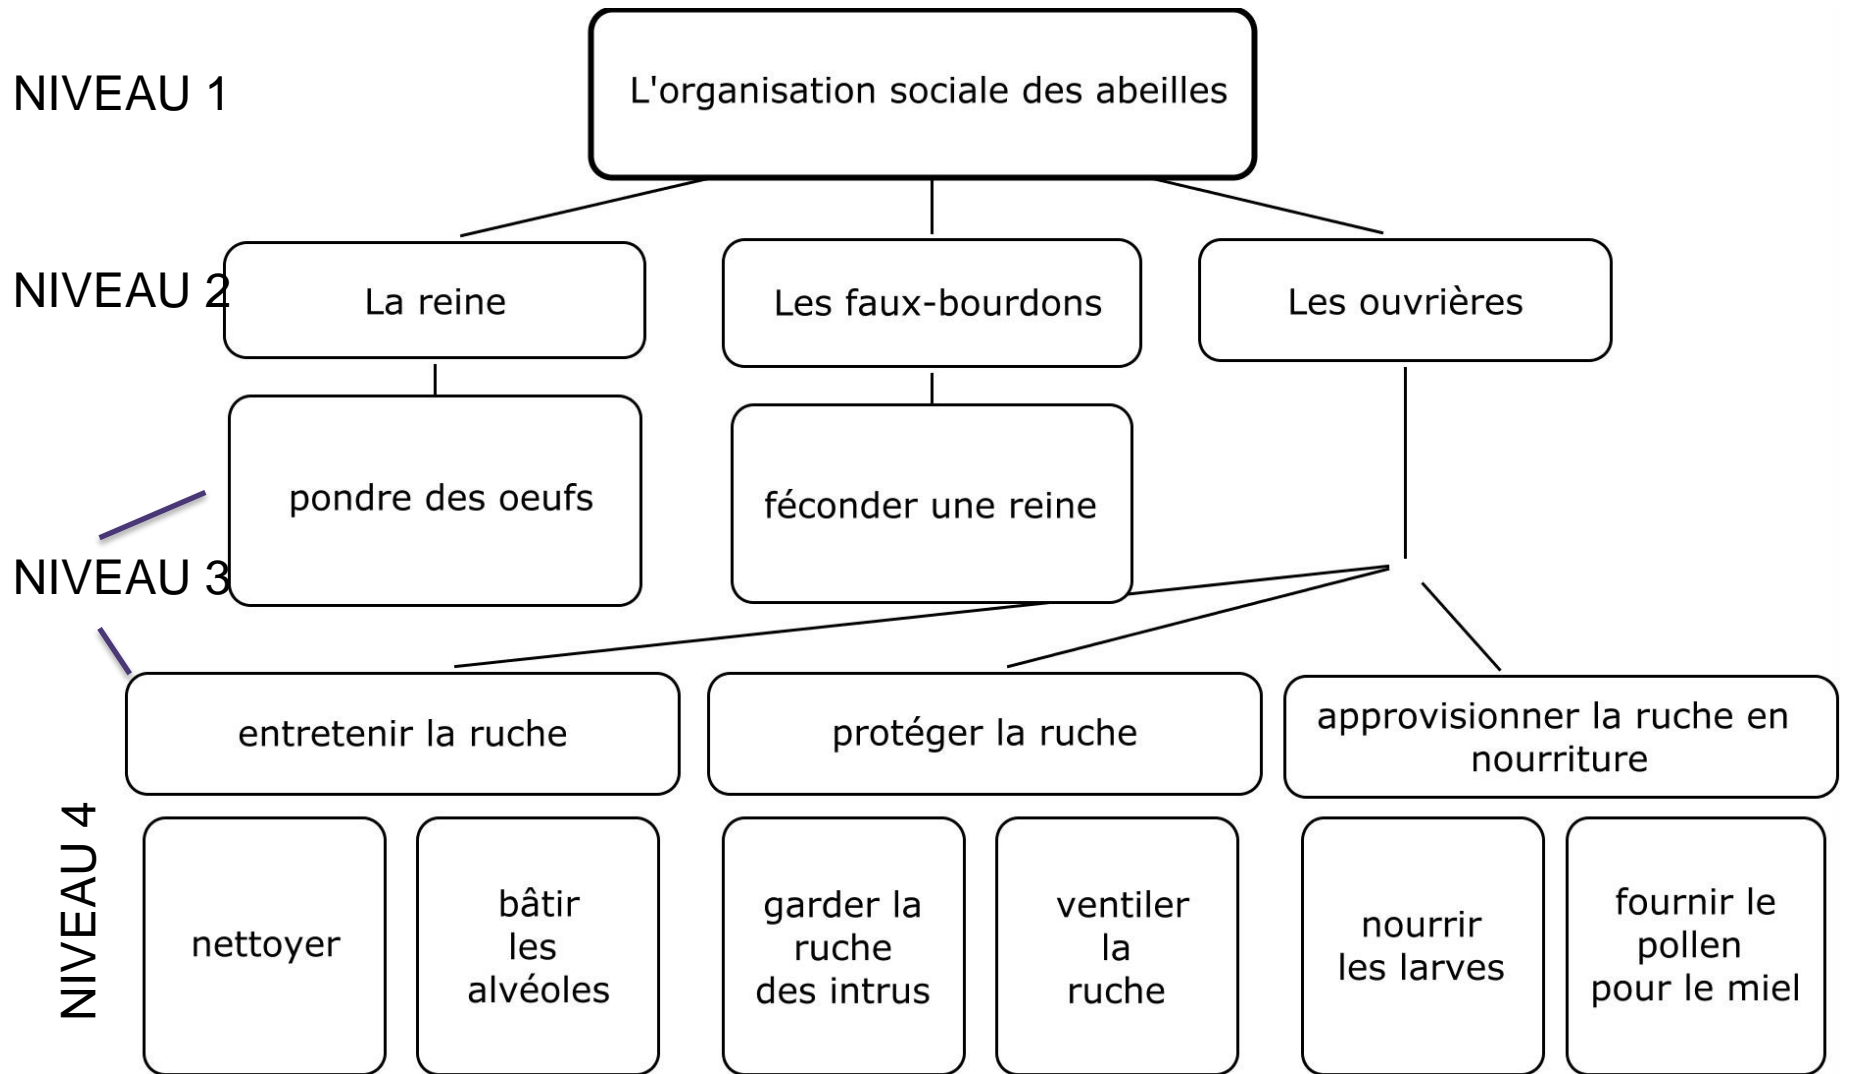 NIVEAU 1
L'organisation sociale des abeilles
NIVEAU 2
La reine
Les faux-bourdons
Les ouvrières
pondre des oeufs
féconder une reine
NIVEAU 3
entretenir la ruche
protéger la ruche
approvisionner la ruche en
nourriture
NIVEAU 4
nettoyer
bâtir
les
alvéoles
garder la
ruche
des intrus
ventiler
la
ruche
nourrir
les larves
fournir le
pollen
pour le miel